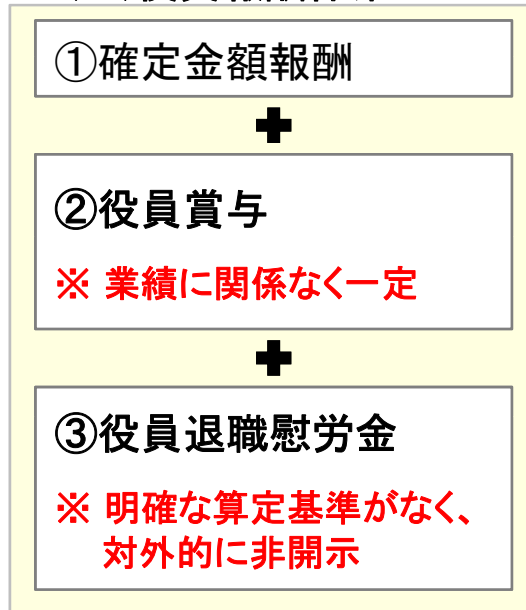 ①確定金額報酬
✚
②役員賞与
※ 業績に関係なく一定
✚
③役員退職慰労金
※ 明確な算定基準がなく、
対外的に非開示